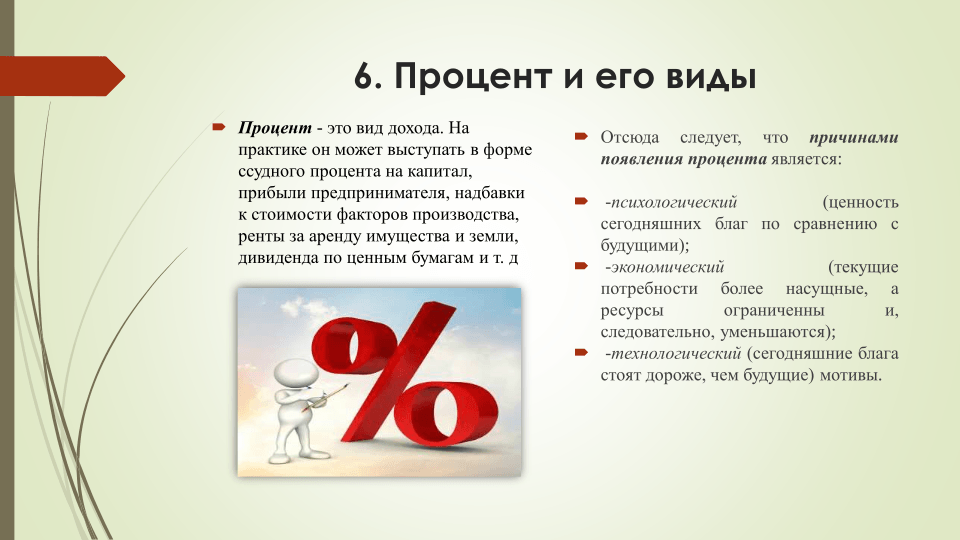 6. Процент и его виды
Процент - это вид дохода. На
практике он может выступать в форме
ссудного процента на капитал,
прибыли предпринимателя, надбавки
к стоимости факторов производства,
ренты за аренду имущества и земли,
дивиденда по ценным бумагам и т. д
%
Отсюда следует, что причинами
появления процента является:
-психологический (ценность
сегодняшних благ по сравнению с
будущими);
-экономический (текущие
потребности более насущные, а
ресурсы ограниченны и,
следовательно, уменьшаются);
-технологический (сегодняшние блага
стоят дороже, чем будущие) мотивы.